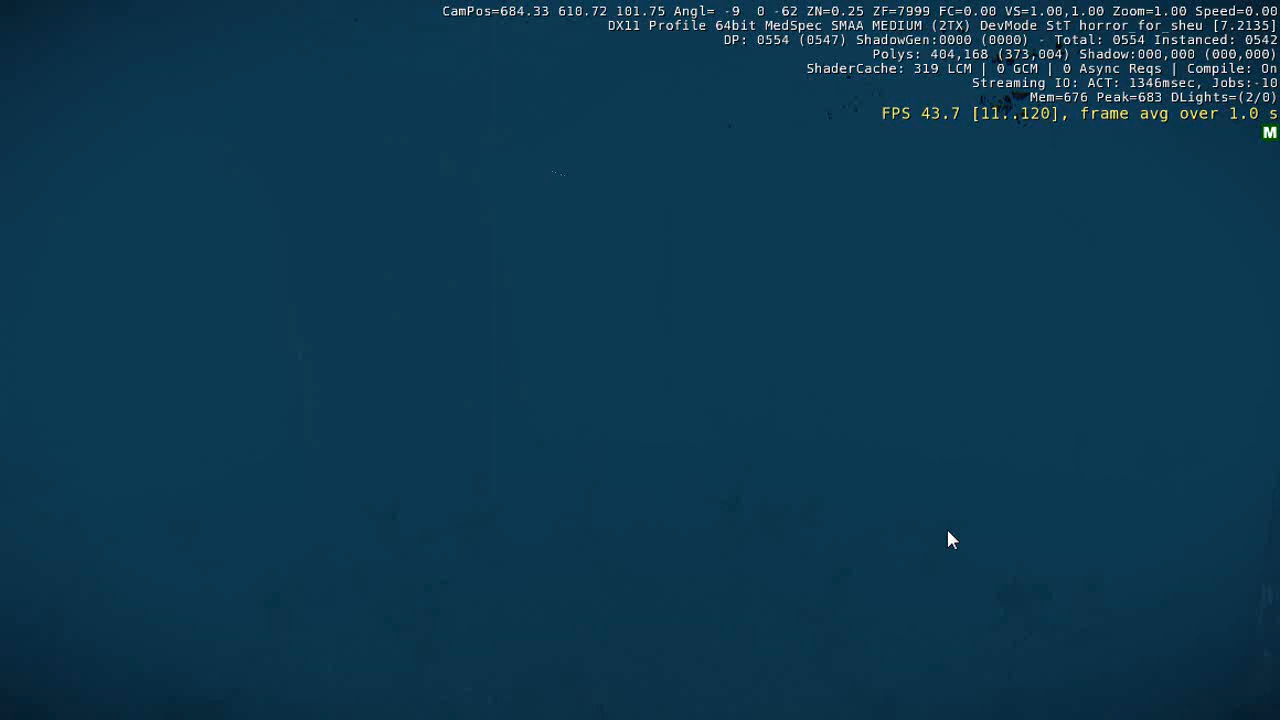 CamPos=684.33 610.72 101.75 Angl= -9  0 -62 ZN=0.25 ZF=7999 FC=0.00 VS=1.00,1.00 Zoom=1.00 Speed=0.00
DX11 Profile 64bit MedSpec SMAA MEDIUM (2TX) DevMode StT horror_for_sheu [7.2135]
DP: 0554 (0547) ShadowGen:0000 (0000) - Total: 0554 Instanced: 0542
Polys: 404,168 (373,004) Shadow:000,000 (000,000)
ShaderCache: 319 LCM | 0 GCM | 0 Async Reqs | Compile: On
Streaming IO: ACT: 1346msec, Jobs:-10
Mem=676 Peak=683 DLights=(2/0)
FPS 43.7 [11..120], frame avg over 1.0 s
M